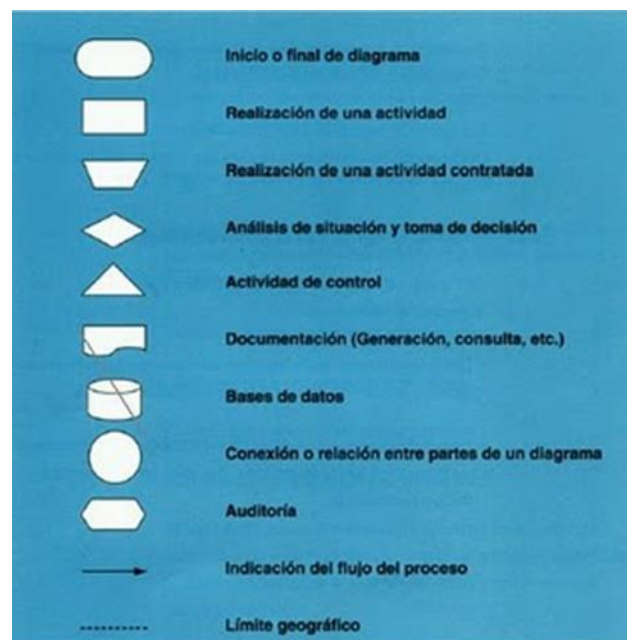 Inicio o final de diagrama
Realización de una actividad
Realización de una actividad contratada
Análisis de situación y toma de decisión
Actividad de control
Documentación (Generación, consulta, etc.)
Bases de datos
Conexión o relación entre partes de un diagrama
Auditoría
Indicación del flujo del proceso
Límite geográfico